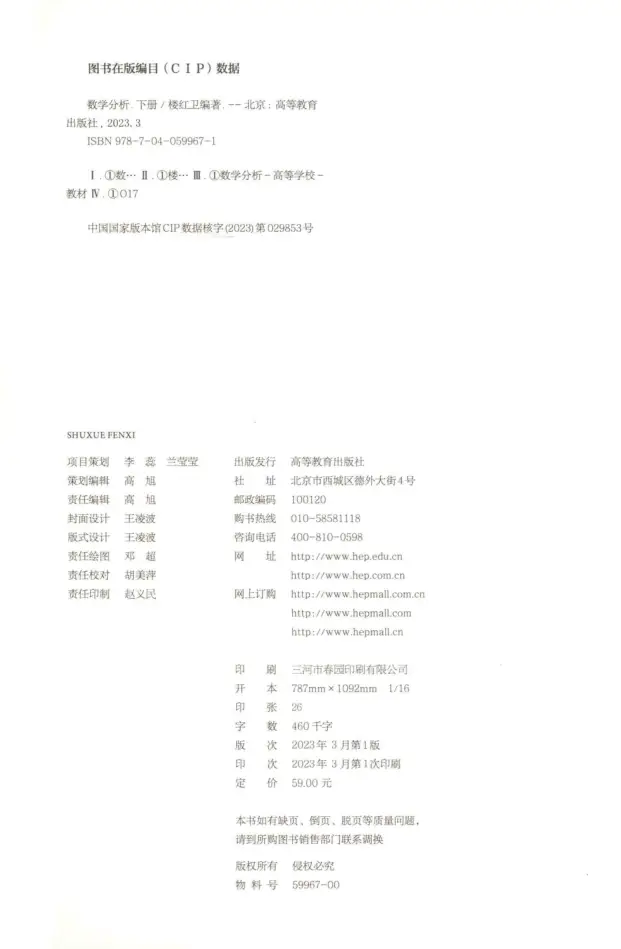 图书在版编目（ＣＩＰ）数据
数学分析. 下册 / 楼红卫编著. -- 北京：高等教育
出版社, 2023.3
ISBN 978-7-04-059967-1
Ⅰ.①数… Ⅱ.①楼… Ⅲ.①数学分析-高等学校-
教材 Ⅳ.①O17
中国国家版本馆CIP数据核字(2023)第029853号
SHUXUE FENXI
项目策划 李 蕊 兰莹莹
策划编辑 高 旭
责任编辑 高 旭
封面设计 王凌波
版式设计 王凌波
责任绘图 邓 超
责任校对 胡美萍
责任印制 赵义民
出版发行 高等教育出版社
社 址 北京市西城区德外大街4号
邮政编码 100120
购书热线 010-58581118
咨询电话 400-810-0598
网 址 http://www.hep.edu.cn
http://www.hep.com.cn
网上订购 http://www.hepmall.com.cn
http://www.hepmall.com
http://www.hepmall.cn
印 刷 三河市春园印刷有限公司
开 本 787mm×1092mm 1/16
印 张 26
字 数 460 千字
版 次 2023 年 3 月第1版
印 次 2023 年 3 月第1次印刷
定 价 59.00 元
本书如有缺页、倒页、脱页等质量问题，
请到所购图书销售部门联系调换
版权所有 侵权必究
物 料 号 59967-00